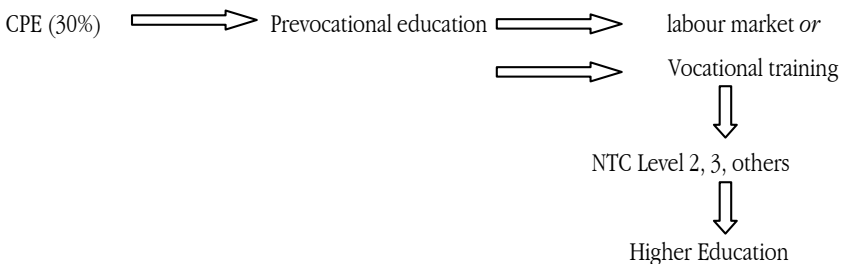 CPE (30%) Prevocational education labour market or
Vocational training
NTC Level 2, 3, others
Higher Education